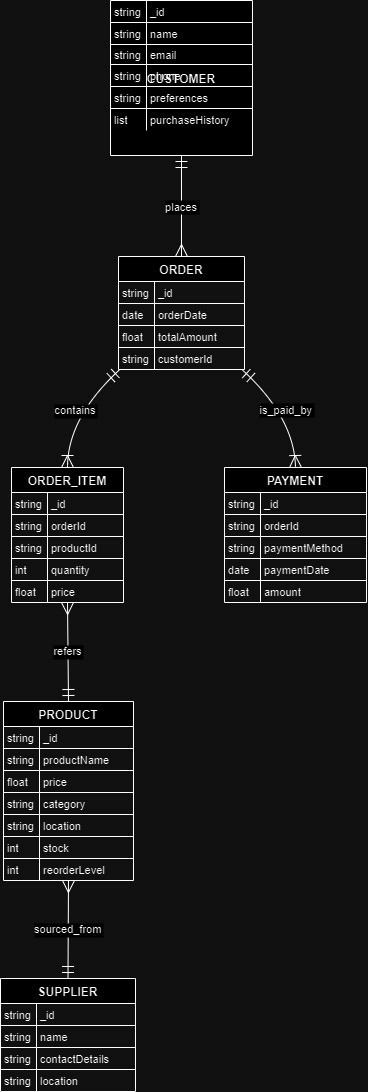 string _id
string name
string email
string phone
CUSTOMER
string preferences
list purchaseHistory
places
ORDER
string _id
date orderDate
float totalAmount
string customerId
contains is_paid_by
ORDER_ITEM
string _id
string orderId
string productId
int quantity
float price
PAYMENT
string _id
string orderId
string paymentMethod
date paymentDate
float amount
refers
PRODUCT
string _id
string productName
float price
string category
string location
int stock
int reorderLevel
sourced_from
SUPPLIER
string _id
string name
string contactDetails
string location